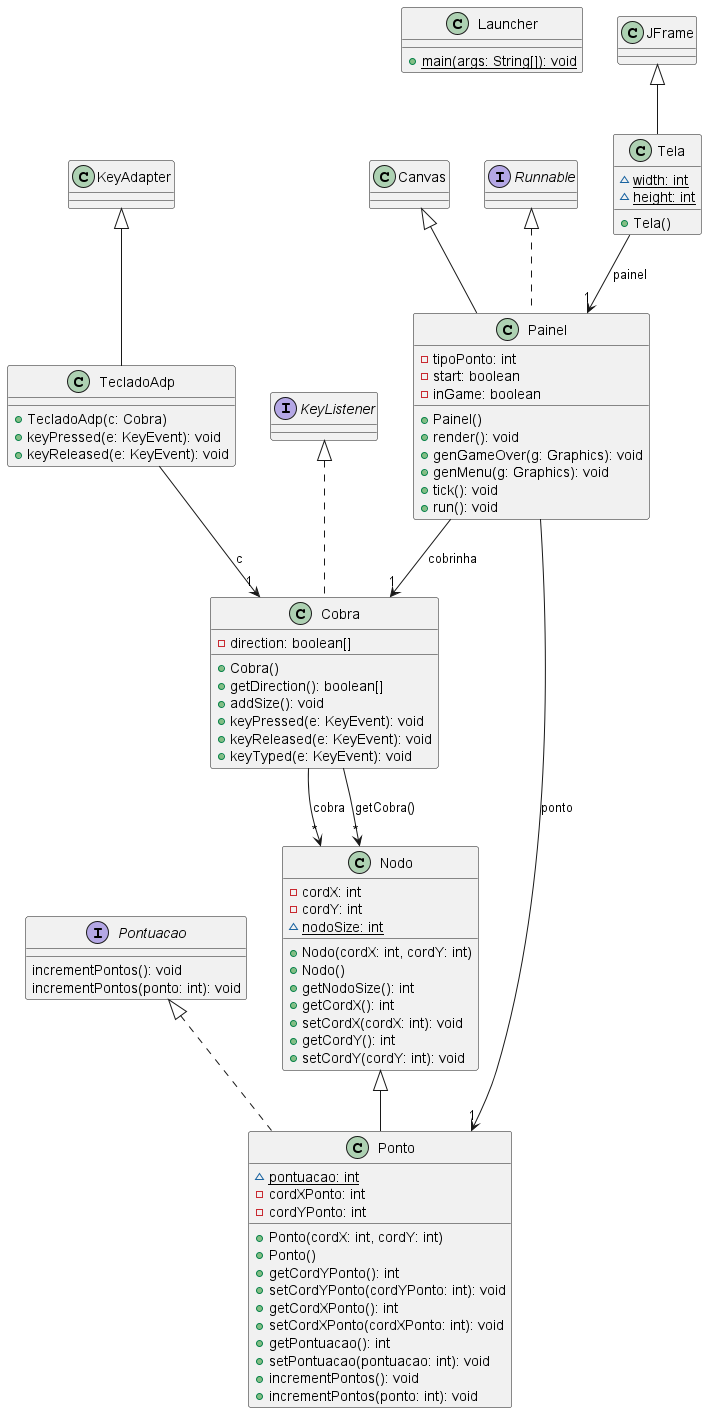 C Launcher
main(args: String[]): void
C JFrame
C Tela
width: int
height: int
Tela()
C KeyAdapter
C Canvas
I Runnable
painel
1
C Painel
tipoPonto: int
start: boolean
inGame: boolean
Painel()
render(): void
genGameOver(g: Graphics): void
genMenu(g: Graphics): void
tick(): void
run(): void
C TecladoAdp
TecladoAdp(c: Cobra)
keyPressed(e: KeyEvent): void
keyReleased(e: KeyEvent): void
I KeyListener
c
1
cobrinha
1
C Cobra
direction: boolean[]
Cobra()
getDirection(): boolean[]
addSize(): void
keyPressed(e: KeyEvent): void
keyReleased(e: KeyEvent): void
keyTyped(e: KeyEvent): void
cobra
*
getCobra()
*
ponto
C Nodo
cordX: int
cordY: int
nodoSize: int
Nodo(cordX: int, cordY: int)
Nodo()
getNodoSize(): int
getCordX(): int
setCordX(cordX: int): void
getCordY(): int
setCordY(cordY: int): void
I Pontuacao
incrementPontos(): void
incrementPontos(ponto: int): void
1
C Ponto
pontuacao: int
cordXPonto: int
cordYPonto: int
Ponto(cordX: int, cordY: int)
Ponto()
getCordYPonto(): int
setCordYPonto(cordYPonto: int): void
getCordXPonto(): int
setCordXPonto(cordXPonto: int): void
getPontuacao(): int
setPontuacao(pontuacao: int): void
incrementPontos(): void
incrementPontos(ponto: int): void